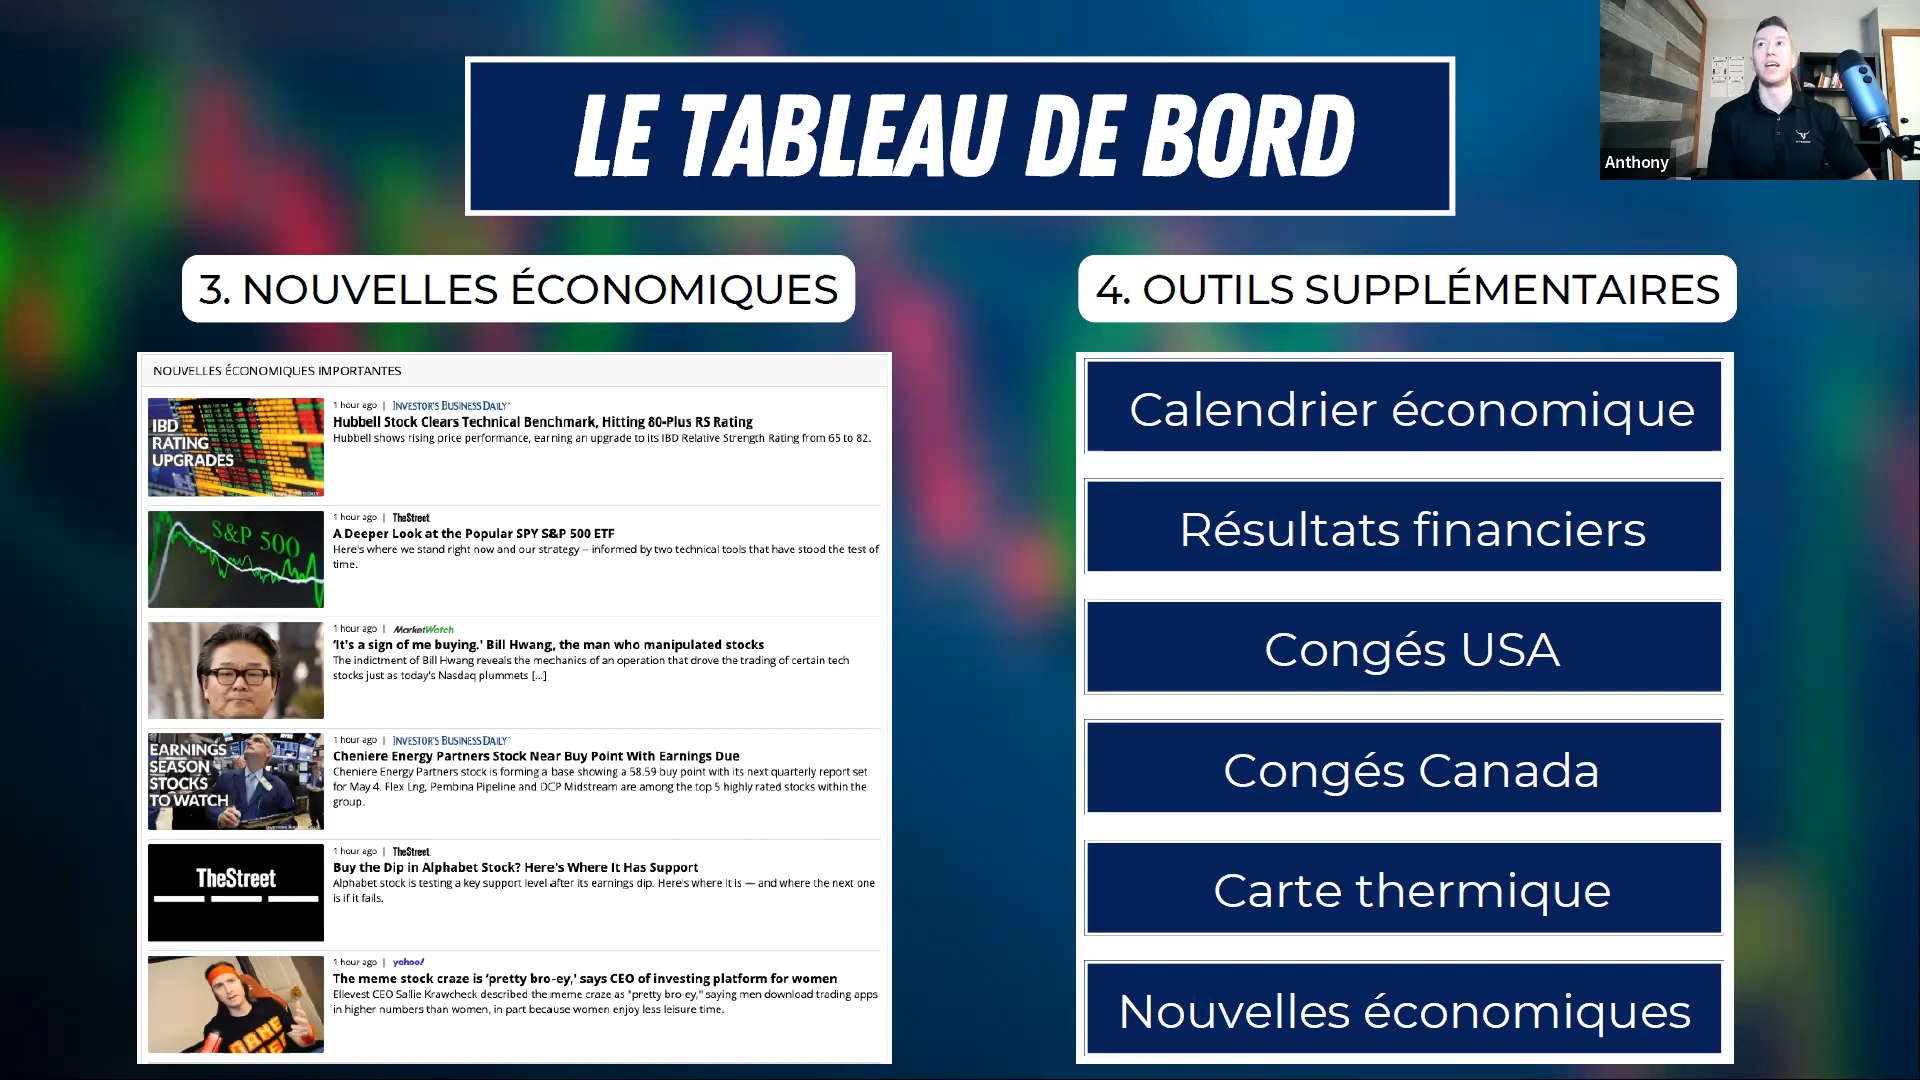 LE TABLEAU DE BORD
Anthony
3. NOUVELLES ÉCONOMIQUES
NOUVELLES ÉCONOMIQUES IMPORTANTES
IBD
RATING
UPGRADES
1 hour ago | INVESTOR'S BUSINESS DAILY
Hubbell Stock Clears Technical Benchmark, Hitting 80-Plus RS Rating
Hubbell shows rising price performance, earning an upgrade to its IBD Relative Strength Rating from 65 to 82.
S&P 500
1 hour ago | TheStreet
A Deeper Look at the Popular SPY S&P 500 ETF
Here's where we stand right now and our strategy – informed by two technical tools that have stood the test of
time.
1 hour ago | MarketWatch
'It's a sign of me buying.' Bill Hwang, the man who manipulated stocks
The indictment of Bill Hwang reveals the mechanics of an operation that drove the trading of certain tech
stocks just as today's Nasdaq plummets [...]
EARNINGS
SEASON
STOCKS
TO WATCH
1 hour ago | INVESTOR'S BUSINESS DAILY
Cheniere Energy Partners Stock Near Buy Point With Earnings Due
Cheniere Energy Partners stock is forming a base showing a 58.59 buy point with its next quarterly report set
for May 4. Flex Lng, Pembina Pipeline and DCP Midstream are among the top 5 highly rated stocks within the
group.
TheStreet
1 hour ago | TheStreet
Buy the Dip in Alphabet Stock? Here's Where It Has Support
Alphabet stock is testing a key support level after its earnings dip. Here's where it is — and where the next one
is if it fails.
1 hour ago | yahoo!
The meme stock craze is 'pretty bro-ey,' says CEO of investing platform for women
Ellevest CEO Sallie Krawcheck described the meme craze as "pretty bro-ey," saying men download trading apps
in higher numbers than women, in part because women enjoy less leisure time.
4. OUTILS SUPPLÉMENTAIRES
Calendrier économique
Résultats financiers
Congés USA
Congés Canada
Carte thermique
Nouvelles économiques